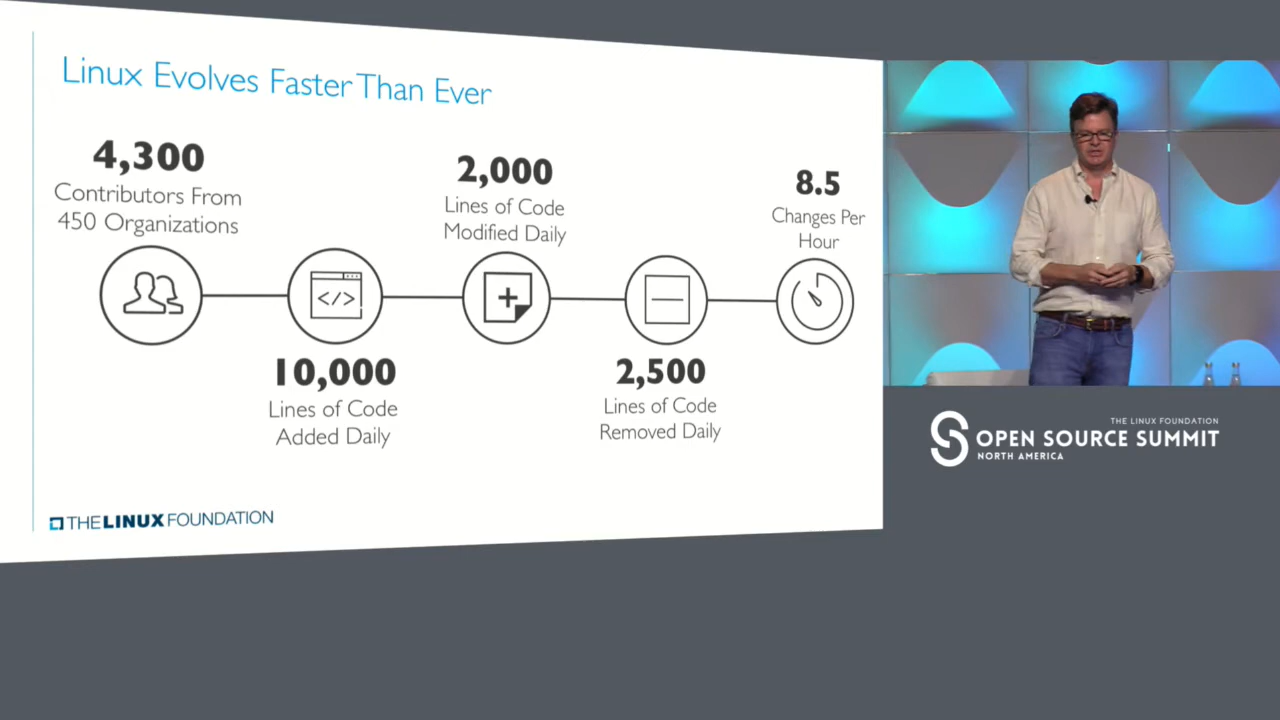 Linux Evolves Faster Than Ever
4,300
Contributors From
450 Organizations
10,000
Lines of Code
Added Daily
2,000
Lines of Code
Modified Daily
2,500
Lines of Code
Removed Daily
8.5
Changes Per
Hour
THE LINUX FOUNDATION
THE LINUX FOUNDATION
OPEN SOURCE SUMMIT
NORTH AMERICA